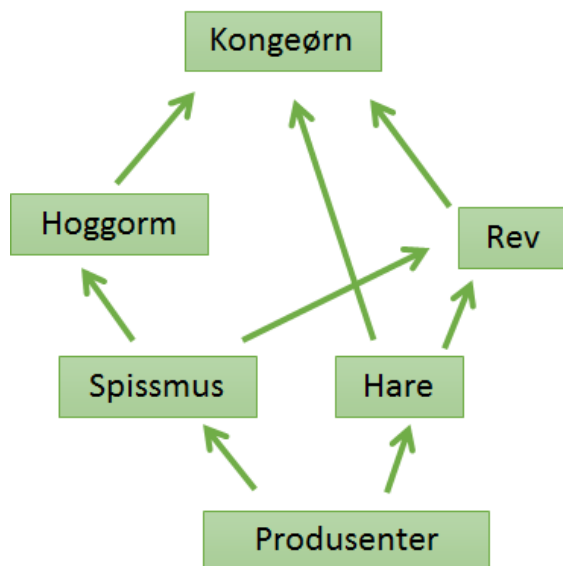 Kongeørn
Hoggorm
Rev
Spissmus
Hare
Produsenter